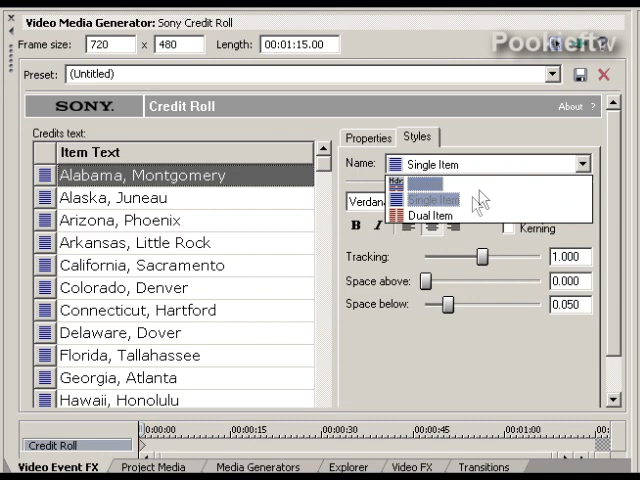 Video Media Generator: Sony Credit Roll
Frame size: 720 x 480 Length: 00:01:15.00
Pookieftw
Preset: (Untitled)
SONY. Credit Roll About ?
Credits text:
Item Text
Alabama, Montgomery
Alaska, Juneau
Arizona, Phoenix
Arkansas, Little Rock
California, Sacramento
Colorado, Denver
Connecticut, Hartford
Delaware, Dover
Florida, Tallahassee
Georgia, Atlanta
Hawaii, Honolulu
Properties Styles
Name: Single Item
Hdr
Single Item
Dual Item
B I
Kerning
Tracking: 1.000
Space above: 0.000
Space below: 0.050
0:00:00 00:00:15 00:00:30 00:00:45 00:01:00
Credit Roll
Video Event FX Project Media Media Generators Explorer Video FX Transitions